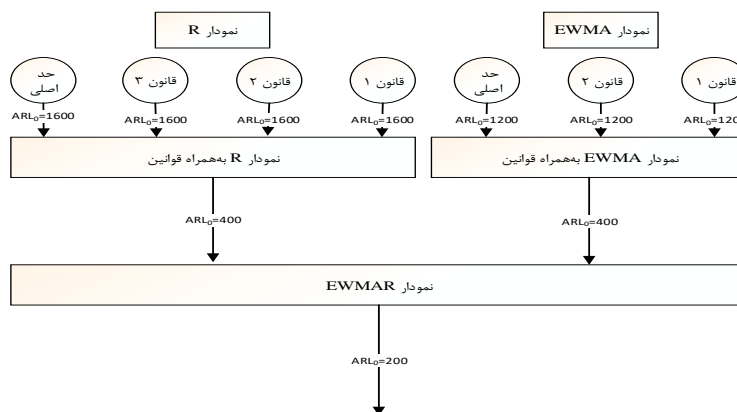 نمودار EWMA
نمودار R
قانون ۱
قانون ۲
حد
اصلی
قانون ۱
قانون ۲
قانون ۳
حد
اصلی
ARL₀=120
ARL₀=1200
ARL₀=1200
ARL₀=1600
ARL₀=1600
ARL₀=1600
ARL₀=1600
نمودار EWMA به‌همراه قوانین
نمودار R به‌همراه قوانین
ARL₀=400
ARL₀=400
نمودار EWMAR
ARL₀=200